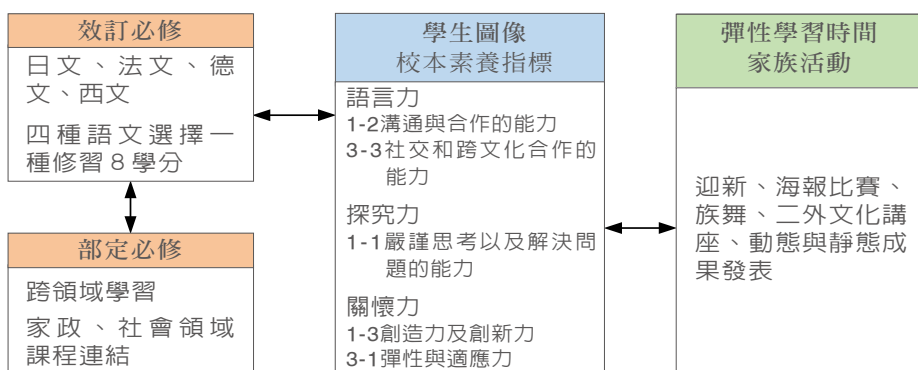 效訂必修
日文、法文、德
文、西文
四種語文選擇一
種修習8學分
部定必修
跨領域學習
家政、社會領域
課程連結
學生圖像
校本素養指標
語言力
1-2溝通與合作的能力
3-3社交和跨文化合作的
能力
探究力
1-1嚴謹思考以及解決問
題的能力
關懷力
1-3創造力及創新力
3-1彈性與適應力
彈性學習時間
家族活動
迎新、海報比賽、
族舞、二外文化講
座、動態與靜態成
果發表